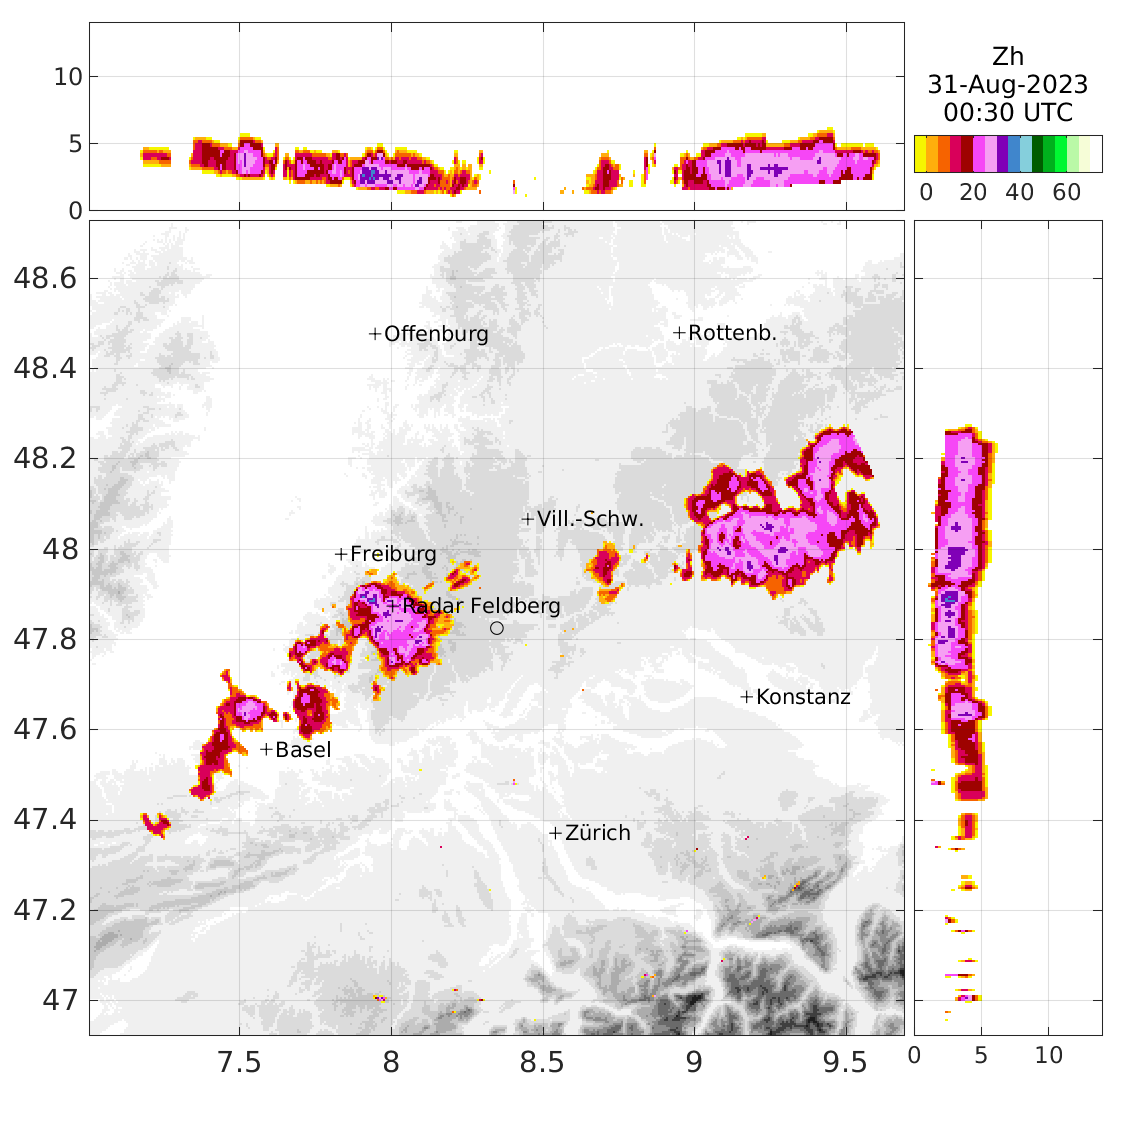 10
5
0
Zh
31-Aug-2023
00:30 UTC
0 20 40 60
48.6
48.4
48.2
48
47.8
47.6
47.4
47.2
47
+Offenburg
+Rottenb.
+Vill.-Schw.
+Freiburg
+Radar Feldberg
+Konstanz
+Basel
+Zürich
7.5 8 8.5 9 9.5
0 5 10